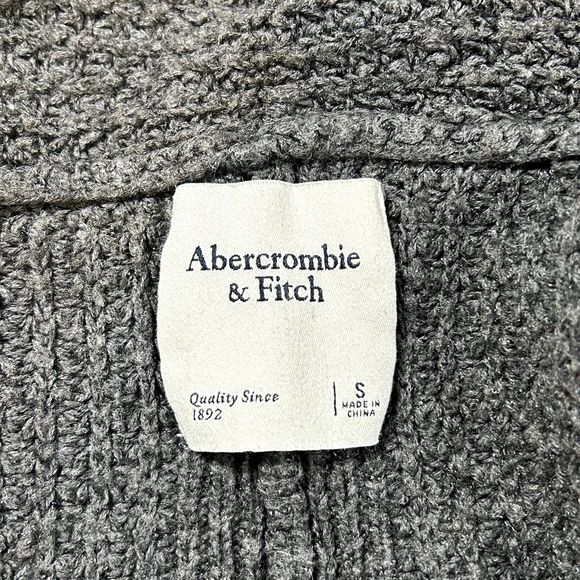 Abercrombie
& Fitch
Quality Since
1892
S
MADE IN
CHINA